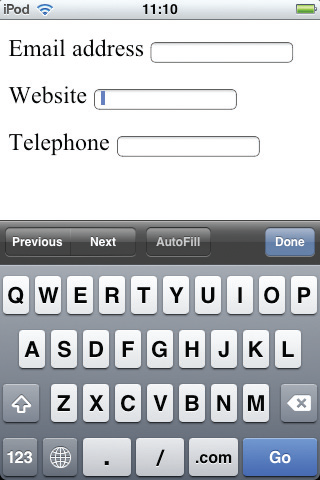 iPod 11:10
Email address
Website
Telephone
Previous Next AutoFill Done
Q W E R T Y U I O P
A S D F G H J K L
Z X C V B N M
123 . / .com Go